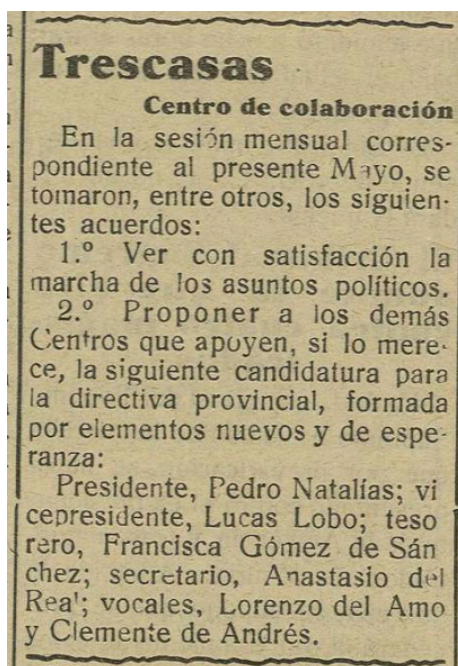 Trescasas
Centro de colaboración
En la sesión mensual corres-
pondiente al presente Mayo, se
tomaron, entre otros, los siguien-
tes acuerdos:
1.º Ver con satisfacción la
marcha de los asuntos políticos.
2.º Proponer a los demás
Centros que apoyen, si lo mere-
ce, la siguiente candidatura para
la directiva provincial, formada
por elementos nuevos y de espe-
ranza:
Presidente, Pedro Natalías; vi
cepresidente, Lucas Lobo; teso
rero, Francisca Gómez de Sán
chez; secretario, Anastasio del
Rea'; vocales, Lorenzo del Amo
y Clemente de Andrés.